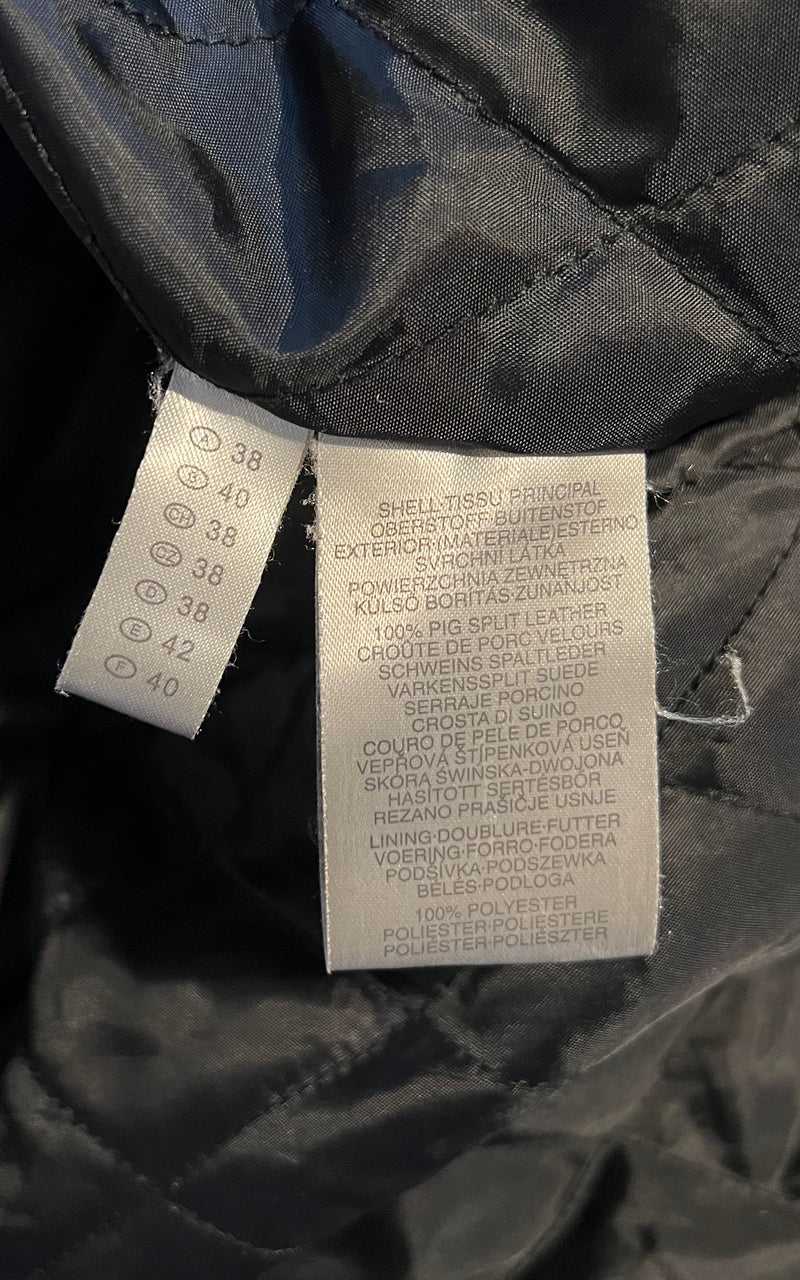 A 38
B 40
CH 38
CZ 38
D 38
E 42
F 40
SHELL·TISSU PRINCIPAL
OBERSTOFF·BUITENSTOF
EXTERIOR·(MATERIALE)ESTERNO
SVRCHNÍ LÁTKA
POWIERZCHNIA ZEWNĘTRZNA
KÜLSŐ BORÍTÁS·ZUNANJOST
100% PIG SPLIT LEATHER
CROÛTE DE PORC VELOURS
SCHWEINS SPALTLEDER
VARKENSSPLIT SUEDE
SERRAJE PORCINO
CROSTA DI SUINO
COURO DE PELE DE PORCO
VEPŘOVÁ ŠTÍPENKOVÁ USEŇ
SKÓRA ŚWIŃSKA-DWOJONA
HASÍTOTT SERTÉSBŐR
REZANO PRAŠIČJE USNJE
LINING·DOUBLURE·FUTTER
VOERING·FORRO·FODERA
PODŠÍVKA·PODSZEWKA
BÉLÉS·PODLOGA
100% POLYESTER
POLIESTER·POLIESTERE
POLIÉSTER·POLIESZTER